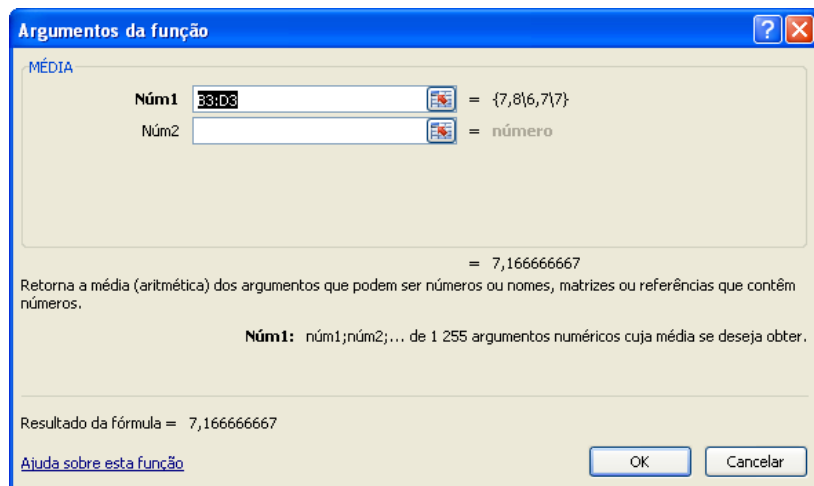 Argumentos da função
MÉDIA
Núm1 B3:D3 = {7,8\6,7\7}
Núm2 = número
= 7,166666667
Retorna a média (aritmética) dos argumentos que podem ser números ou nomes, matrizes ou referências que contêm
números.
Núm1: núm1;núm2;... de 1 255 argumentos numéricos cuja média se deseja obter.
Resultado da fórmula = 7,166666667
Ajuda sobre esta função
OK Cancelar